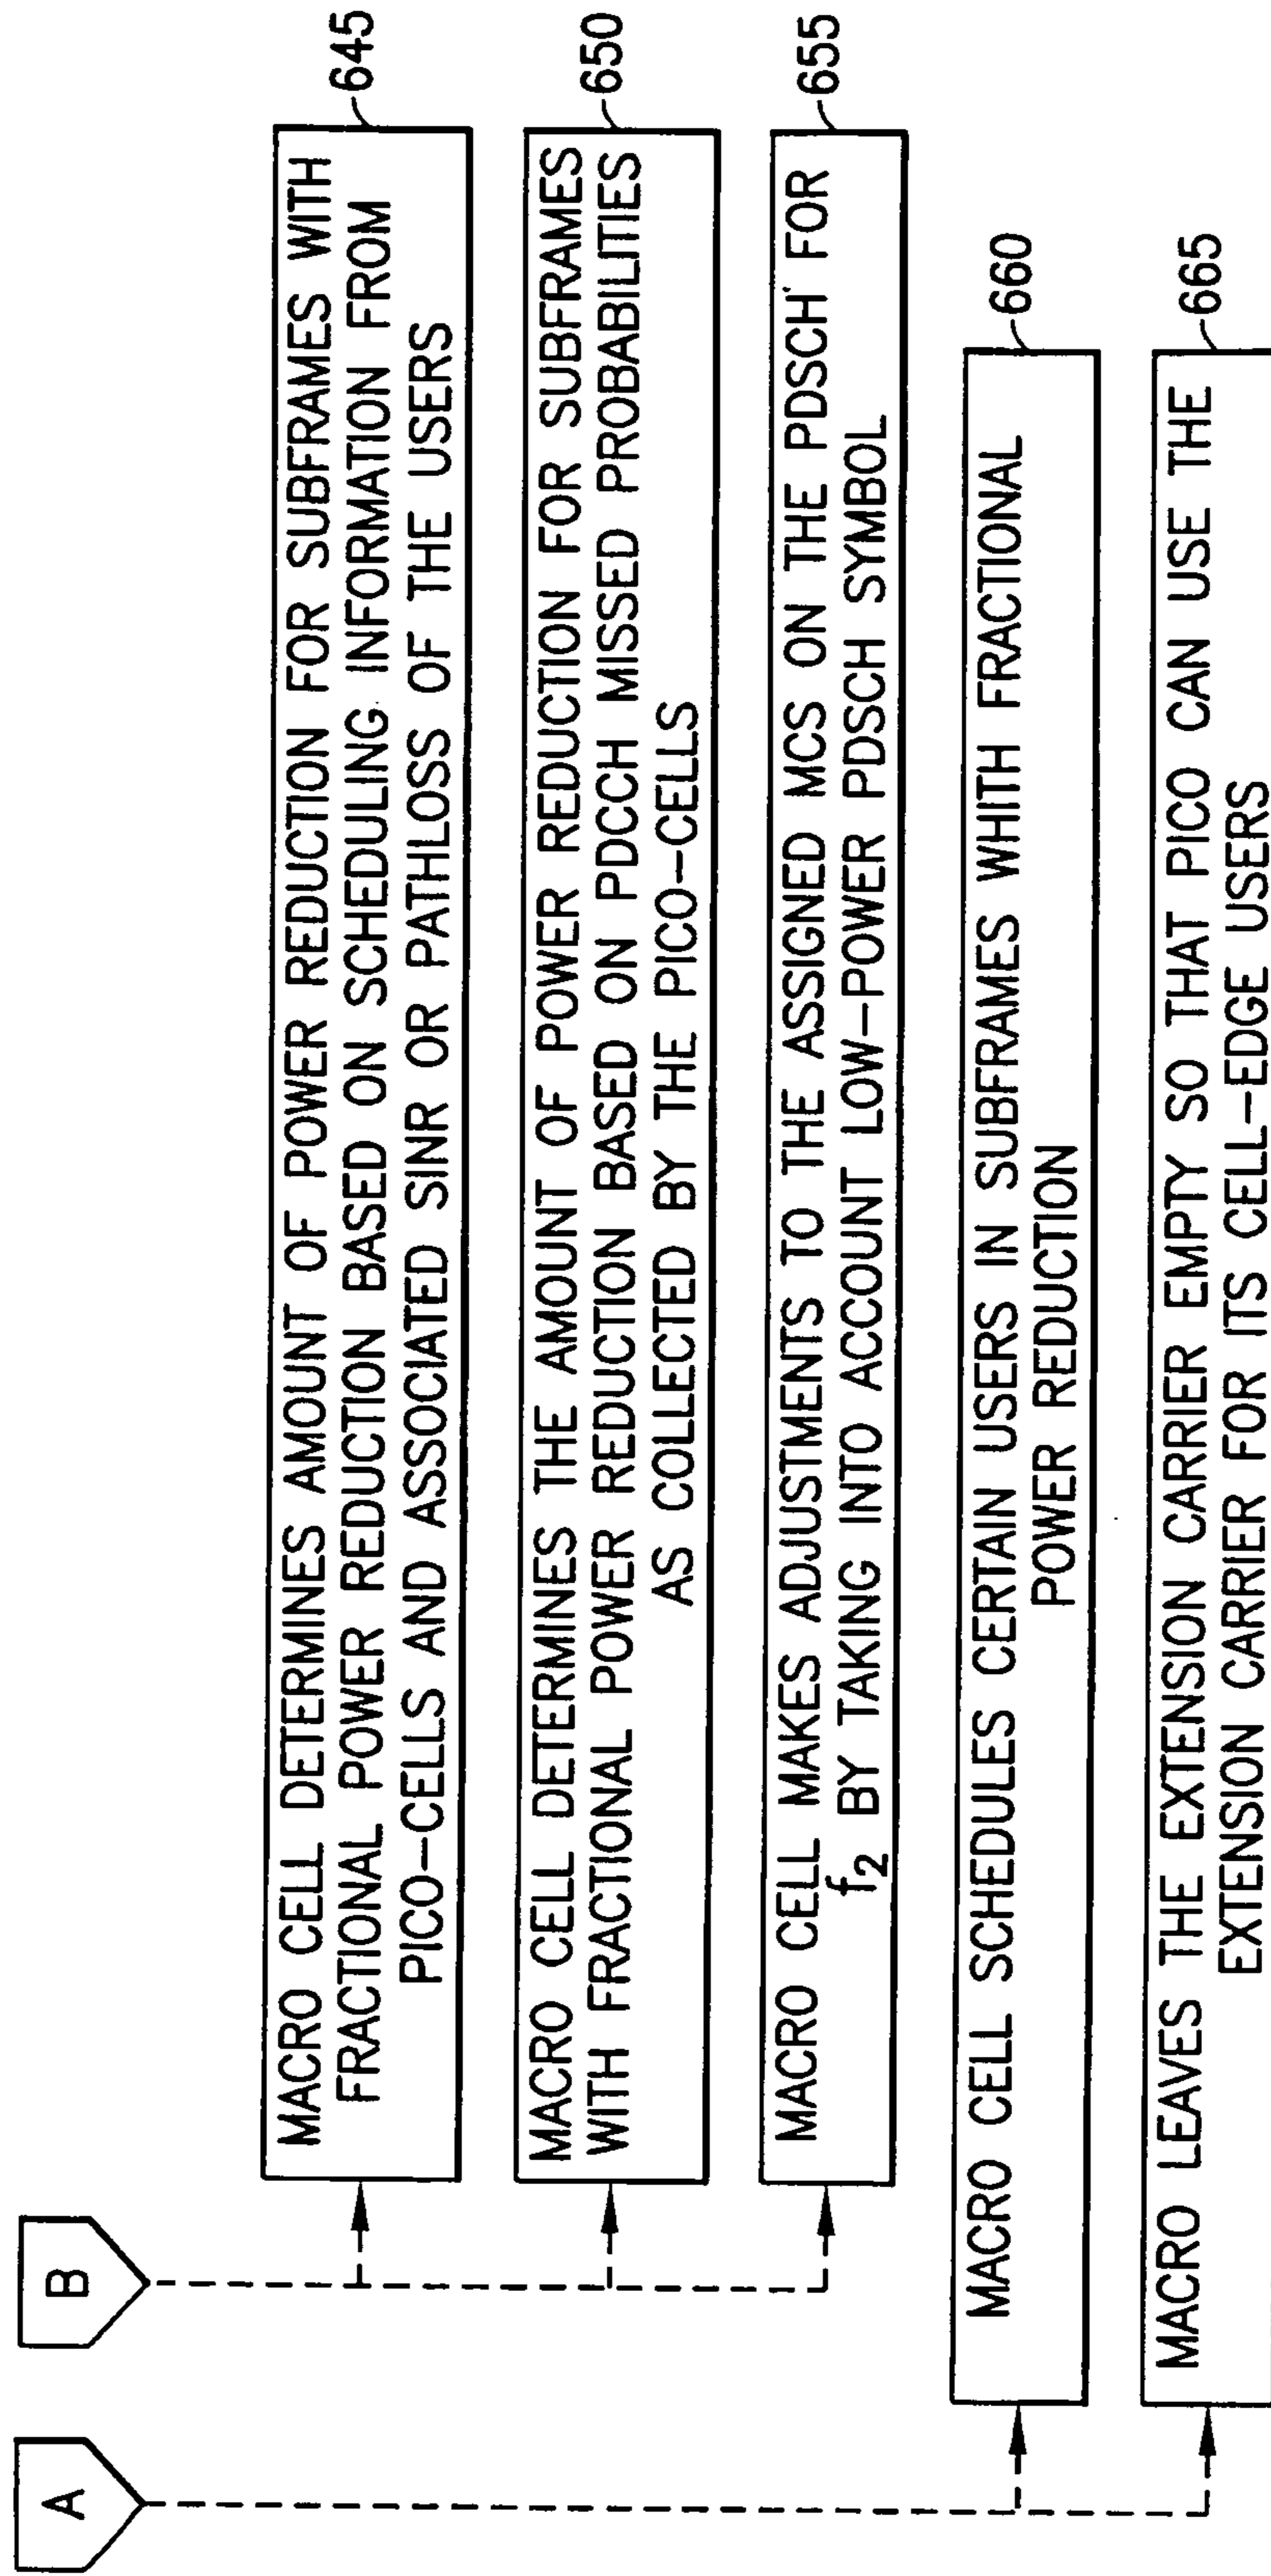 A
B
MACRO CELL DETERMINES AMOUNT OF POWER REDUCTION FOR SUBFRAMES WITH
FRACTIONAL POWER REDUCTION BASED ON SCHEDULING INFORMATION FROM
PICO-CELLS AND ASSOCIATED SINR OR PATHLOSS OF THE USERS
645
MACRO CELL DETERMINES THE AMOUNT OF POWER REDUCTION FOR SUBFRAMES
WITH FRACTIONAL POWER REDUCTION BASED ON PDCCH MISSED PROBABILITIES
AS COLLECTED BY THE PICO-CELLS
650
MACRO CELL MAKES ADJUSTMENTS TO THE ASSIGNED MCS ON THE PDSCH' FOR
f2 BY TAKING INTO ACCOUNT LOW-POWER PDSCH SYMBOL
655
MACRO CELL SCHEDULES CERTAIN USERS IN SUBFRAMES WHITH FRACTIONAL
POWER REDUCTION
660
MACRO LEAVES THE EXTENSION CARRIER EMPTY SO THAT PICO CAN USE THE
EXTENSION CARRIER FOR ITS CELL-EDGE USERS
665